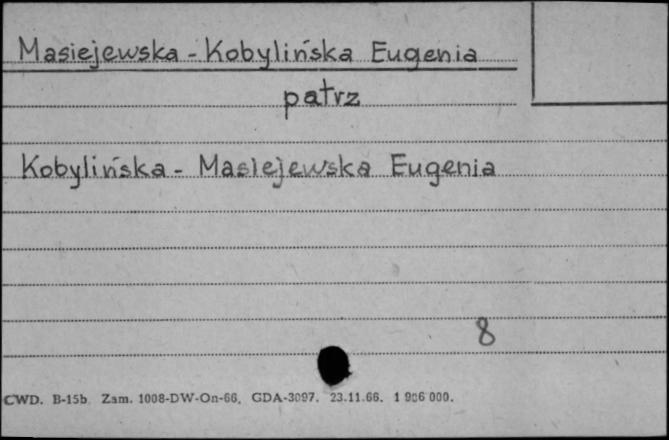 Masiejewska - Kobylińska Eugenia
patrz
Kobylińska - Masiejewska Eugenia
8
CWD. B-15b Zam. 1008-DW-On-66. GDA-3097. 23.11.66. 1 906 000.